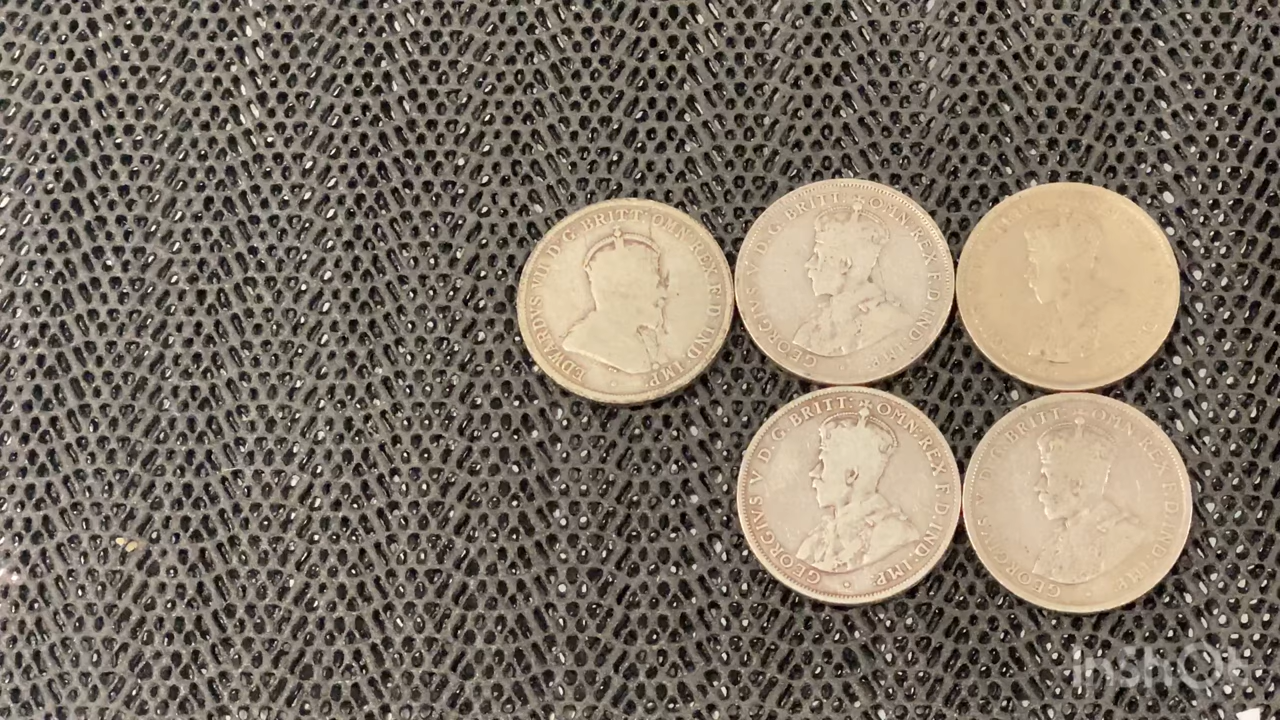 EDWARDVS VII D.G. BRITT: OMN: REX F.D. IND: IMP:
GEORGIVS V D.G. BRITT: OMN: REX F.D. IND: IMP:
GEORGIVS V D.G. BRITT: OMN: REX F.D. IND: IMP:
GEORGIVS V D.G. BRITT: OMN: REX F.D. IND: IMP:
InShOt